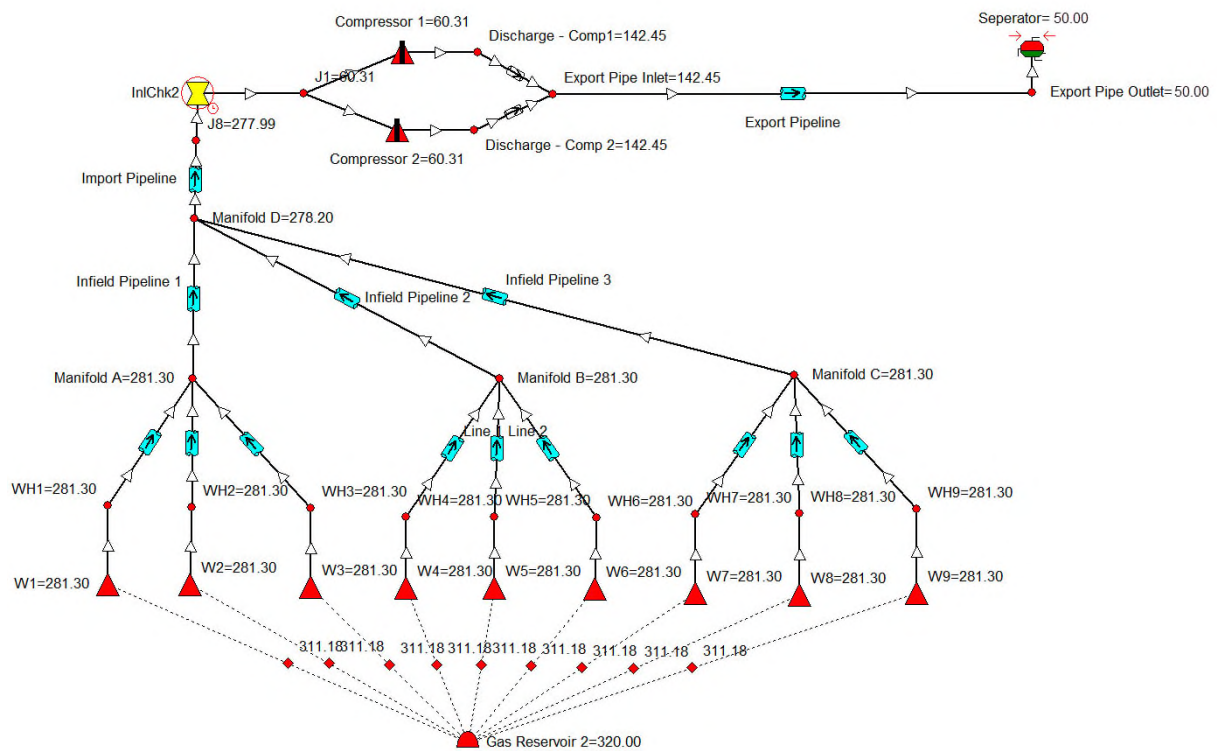 Seperator= 50.00
Compressor 1=60.31
Discharge - Comp1=142.45
J1=60.31
Export Pipe Inlet=142.45
InlChk2
Export Pipe Outlet=50.00
J8=277.99
Export Pipeline
Discharge - Comp 2=142.45
Compressor 2=60.31
Import Pipeline
Manifold D=278.20
Infield Pipeline 1
Infield Pipeline 2
Infield Pipeline 3
Manifold A=281.30
Manifold B=281.30
Manifold C=281.30
Line 1 Line 2
WH1=281.30
WH2=281.30
WH3=281.30
WH4=281.30
WH5=281.30
WH6=281.30
WH7=281.30
WH8=281.30
WH9=281.30
W1=281.30
W2=281.30
W3=281.30
W4=281.30
W5=281.30
W6=281.30
W7=281.30
W8=281.30
W9=281.30
311.18
311.18
311.18
311.18
311.18
311.18
311.18
311.18
311.18
Gas Reservoir 2=320.00